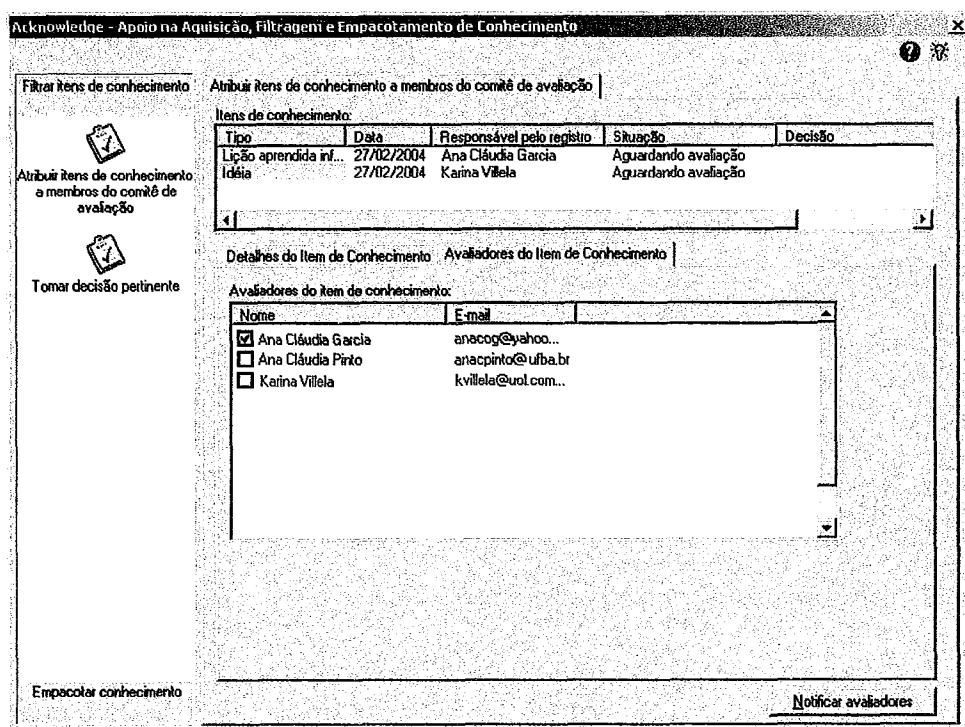 Acknowledge - Apoio na Aquisição, Filtragem e Empacotamento de Conhecimento
Filtrar itens de conhecimento
Atribuir itens de conhecimento a membros do comitê de avaliação
Tomar decisão pertinente
Empacotar conhecimento
Atribuir itens de conhecimento a membros do comitê de avaliação
Itens de conhecimento:
Tipo Data Responsável pelo registro Situação Decisão
Lição aprendida inf... 27/02/2004 Ana Cláudia Garcia Aguardando avaliação
Idéia 27/02/2004 Karina Villela Aguardando avaliação
Detalhes do Item de Conhecimento Avaliadores do Item de Conhecimento
Avaliadores do item de conhecimento:
Nome E-mail
Ana Cláudia Garcia anacog@yahoo...
Ana Cláudia Pinto anacpinto@ufba.br
Karina Villela kvillela@uol.com...
Notificar avaliadores